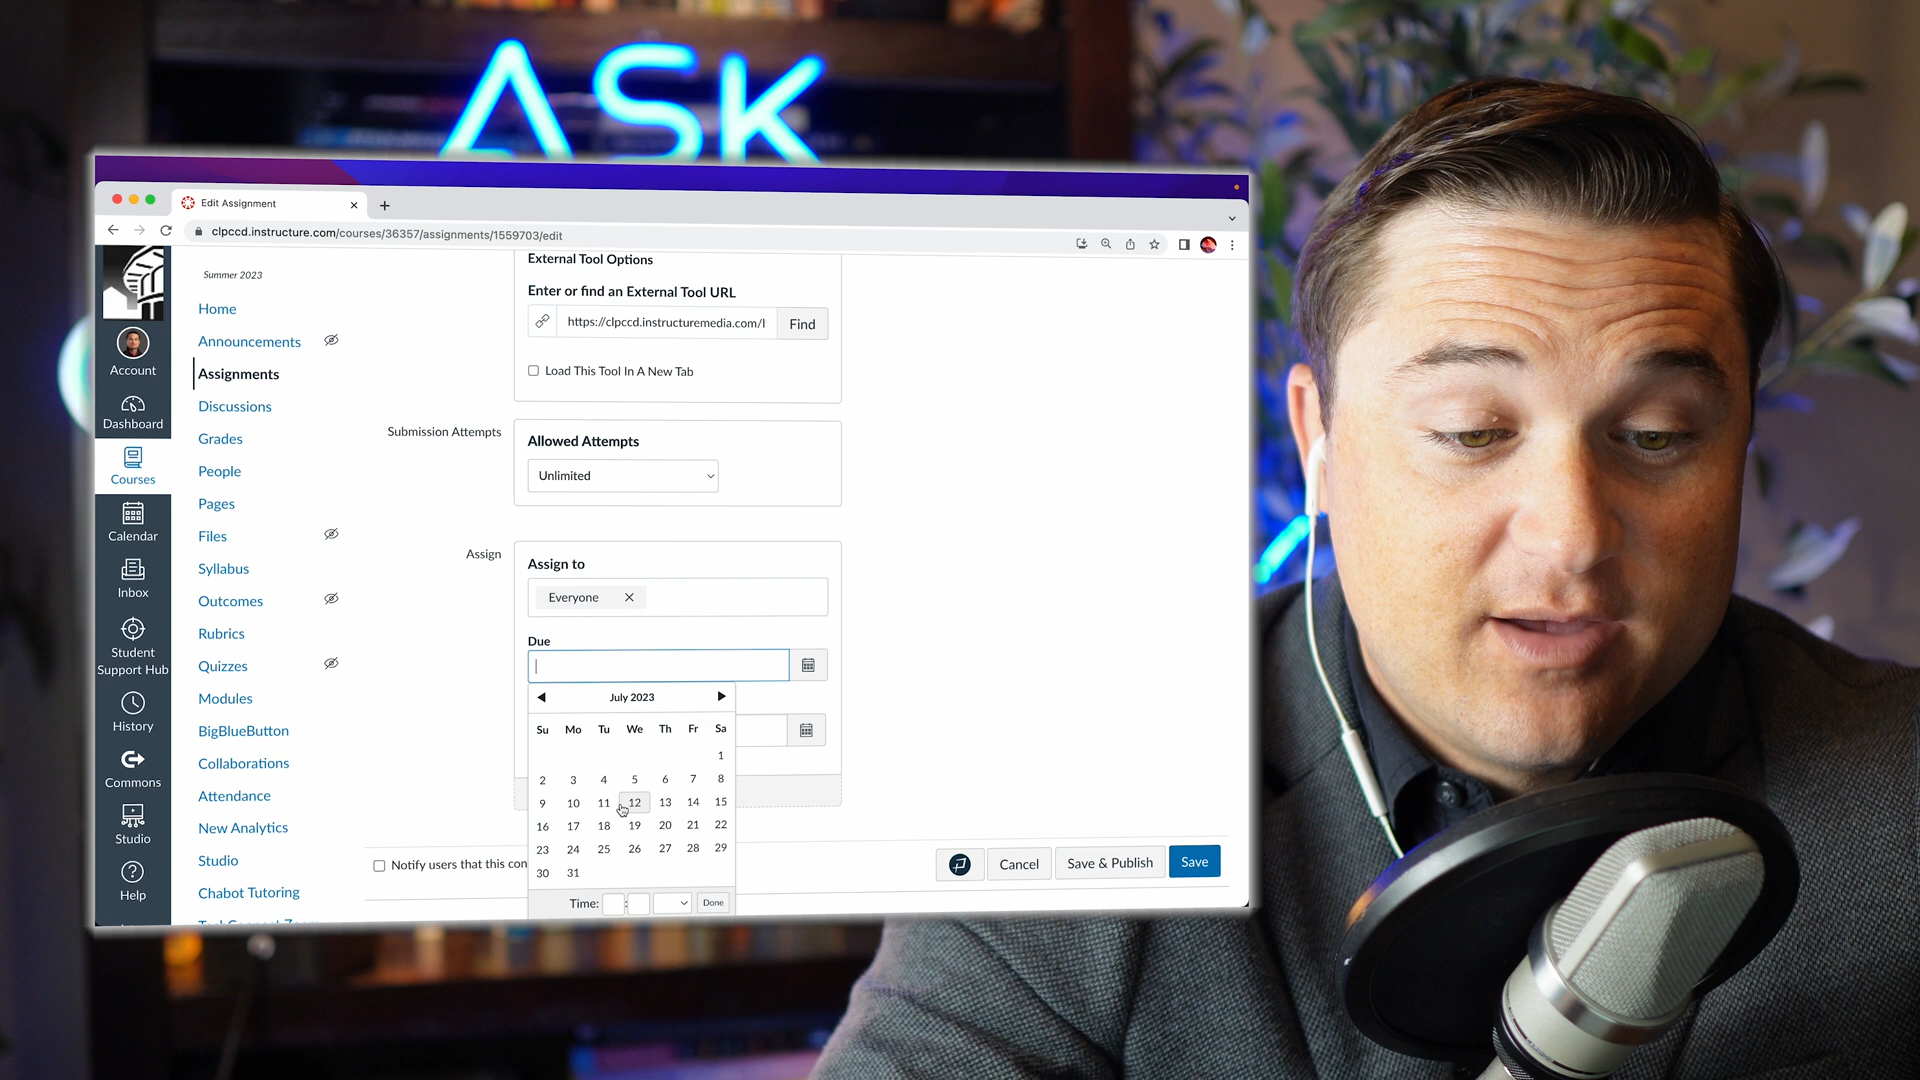 ASK
Edit Assignment
clpccd.instructure.com/courses/36357/assignments/1559703/edit
Account
Dashboard
Courses
Calendar
Inbox
Student
Support Hub
History
Commons
Studio
Help
Summer 2023
Home
Announcements
Assignments
Discussions
Grades
People
Pages
Files
Syllabus
Outcomes
Rubrics
Quizzes
Modules
BigBlueButton
Collaborations
Attendance
New Analytics
Studio
Chabot Tutoring
External Tool Options
Enter or find an External Tool URL
https://clpccd.instructuremedia.com/l
Find
Load This Tool In A New Tab
Submission Attempts
Allowed Attempts
Unlimited
Assign
Assign to
Everyone
Due
July 2023
Su Mo Tu We Th Fr Sa
1
2 3 4 5 6 7 8
9 10 11 12 13 14 15
16 17 18 19 20 21 22
23 24 25 26 27 28 29
30 31
Time: : Done
Notify users that this con
Cancel
Save & Publish
Save